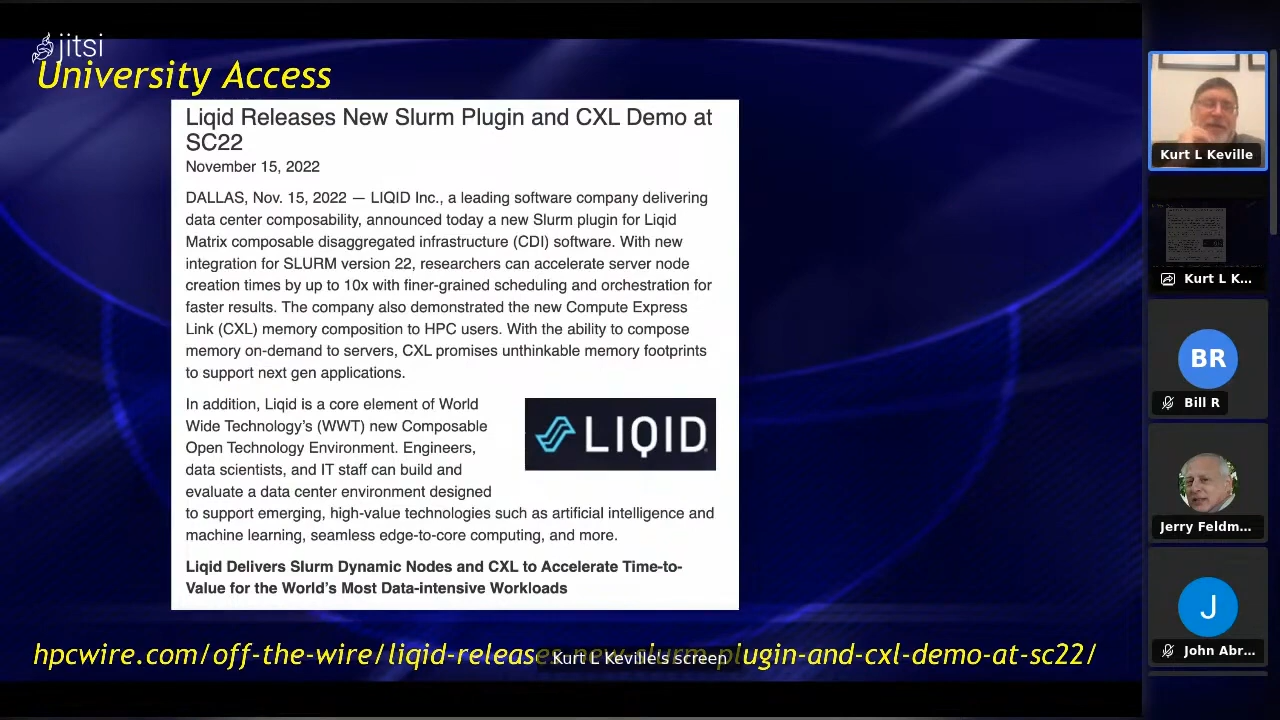 jitsi
University Access
Liqid Releases New Slurm Plugin and CXL Demo at
SC22
November 15, 2022
DALLAS, Nov. 15, 2022 — LIQID Inc., a leading software company delivering
data center composability, announced today a new Slurm plugin for Liqid
Matrix composable disaggregated infrastructure (CDI) software. With new
integration for SLURM version 22, researchers can accelerate server node
creation times by up to 10x with finer-grained scheduling and orchestration for
faster results. The company also demonstrated the new Compute Express
Link (CXL) memory composition to HPC users. With the ability to compose
memory on-demand to servers, CXL promises unthinkable memory footprints
to support next gen applications.
In addition, Liqid is a core element of World
Wide Technology's (WWT) new Composable
Open Technology Environment. Engineers,
data scientists, and IT staff can build and
evaluate a data center environment designed
to support emerging, high-value technologies such as artificial intelligence and
machine learning, seamless edge-to-core computing, and more.
LIQID
Liqid Delivers Slurm Dynamic Nodes and CXL to Accelerate Time-to-
Value for the World's Most Data-intensive Workloads
hpcwire.com/off-the-wire/liqid-releases-new-slurm-plugin-and-cxl-demo-at-sc22/
Kurt L Keville's screen
Kurt L Keville
Kurt L K...
BR
Bill R
Jerry Feldm...
J
John Abr...